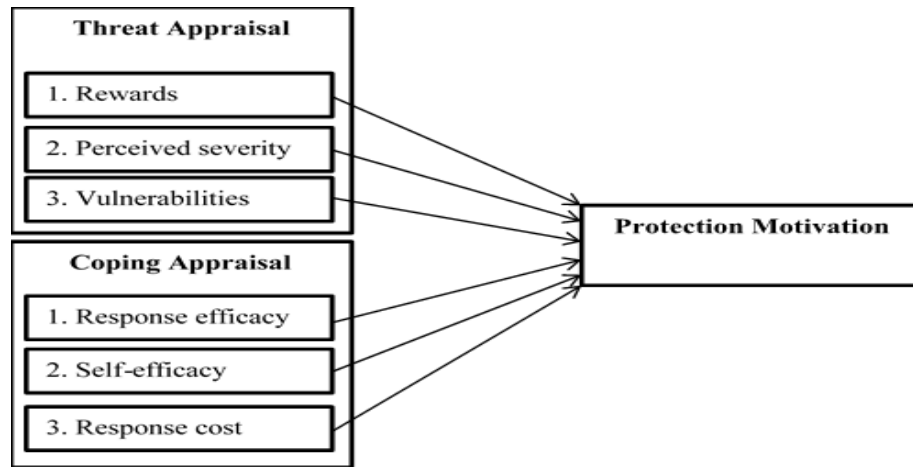 Threat Appraisal
1. Rewards
2. Perceived severity
3. Vulnerabilities
Coping Appraisal
1. Response efficacy
2. Self-efficacy
3. Response cost
Protection Motivation